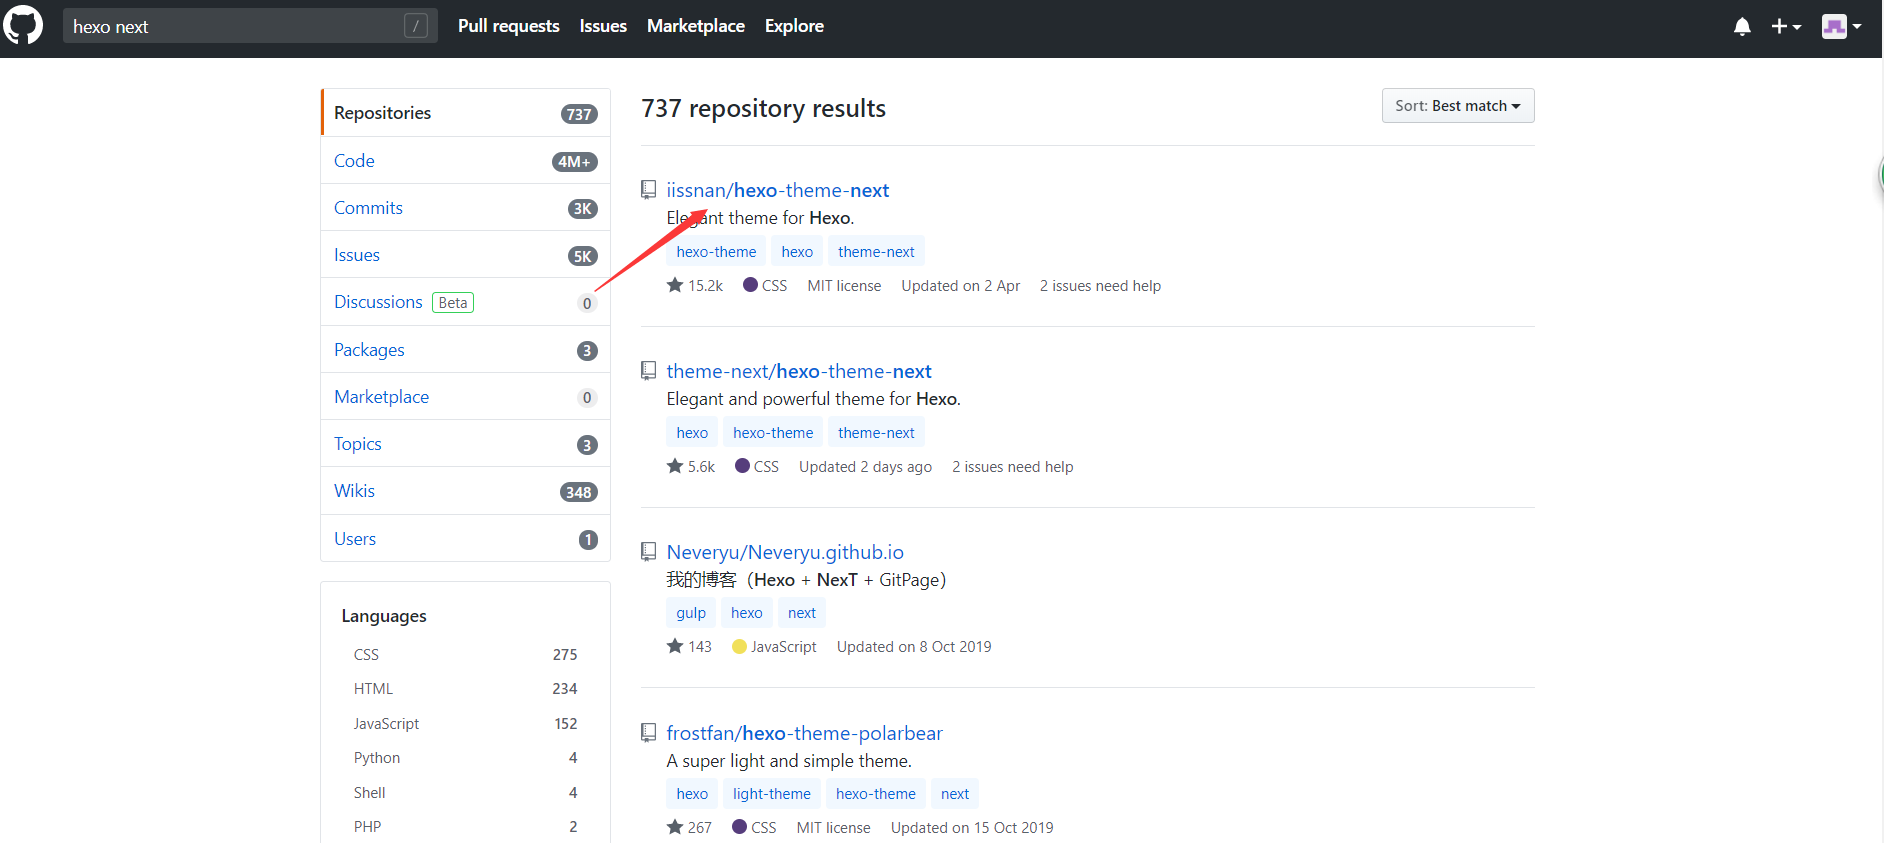 hexo next
/
Pull requests
Issues
Marketplace
Explore
Repositories 737
Code 4M+
Commits 3K
Issues 5K
Discussions Beta 0
Packages 3
Marketplace 0
Topics 3
Wikis 348
Users 1
Languages
CSS 275
HTML 234
JavaScript 152
Python 4
Shell 4
PHP 2
737 repository results
Sort: Best match
iissnan/hexo-theme-next
Elegant theme for Hexo.
hexo-theme hexo theme-next
15.2k CSS MIT license Updated on 2 Apr 2 issues need help
theme-next/hexo-theme-next
Elegant and powerful theme for Hexo.
hexo hexo-theme theme-next
5.6k CSS Updated 2 days ago 2 issues need help
Neveryu/Neveryu.github.io
我的博客（Hexo + NexT + GitPage）
gulp hexo next
143 JavaScript Updated on 8 Oct 2019
frostfan/hexo-theme-polarbear
A super light and simple theme.
hexo light-theme hexo-theme next
267 CSS MIT license Updated on 15 Oct 2019